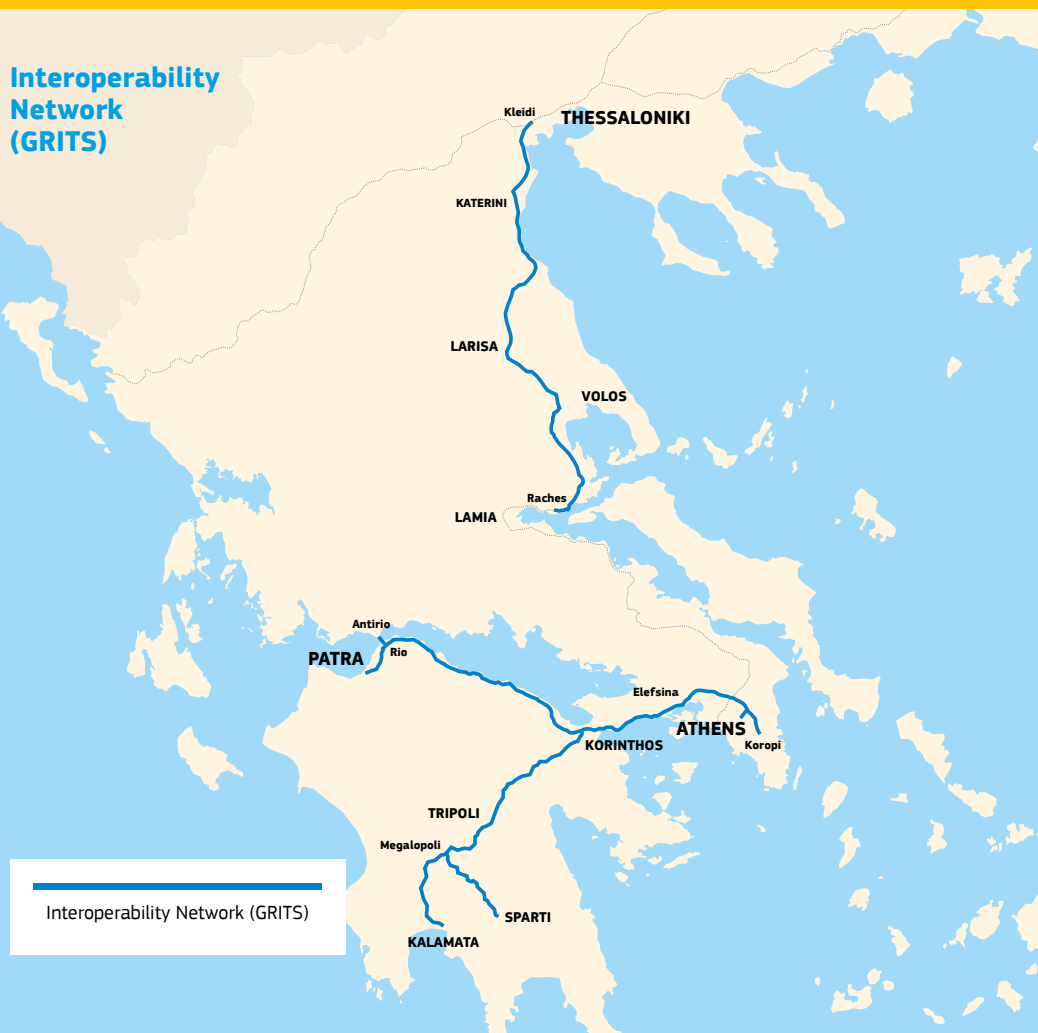 Interoperability
Network
(GRITS)
Kleidi
THESSALONIKI
KATERINI
LARISA
VOLOS
Raches
LAMIA
Antirio
Rio
PATRA
Elefsina
ATHENS
Koropi
KORINTHOS
TRIPOLI
Megalopoli
SPARTI
KALAMATA
Interoperability Network (GRITS)